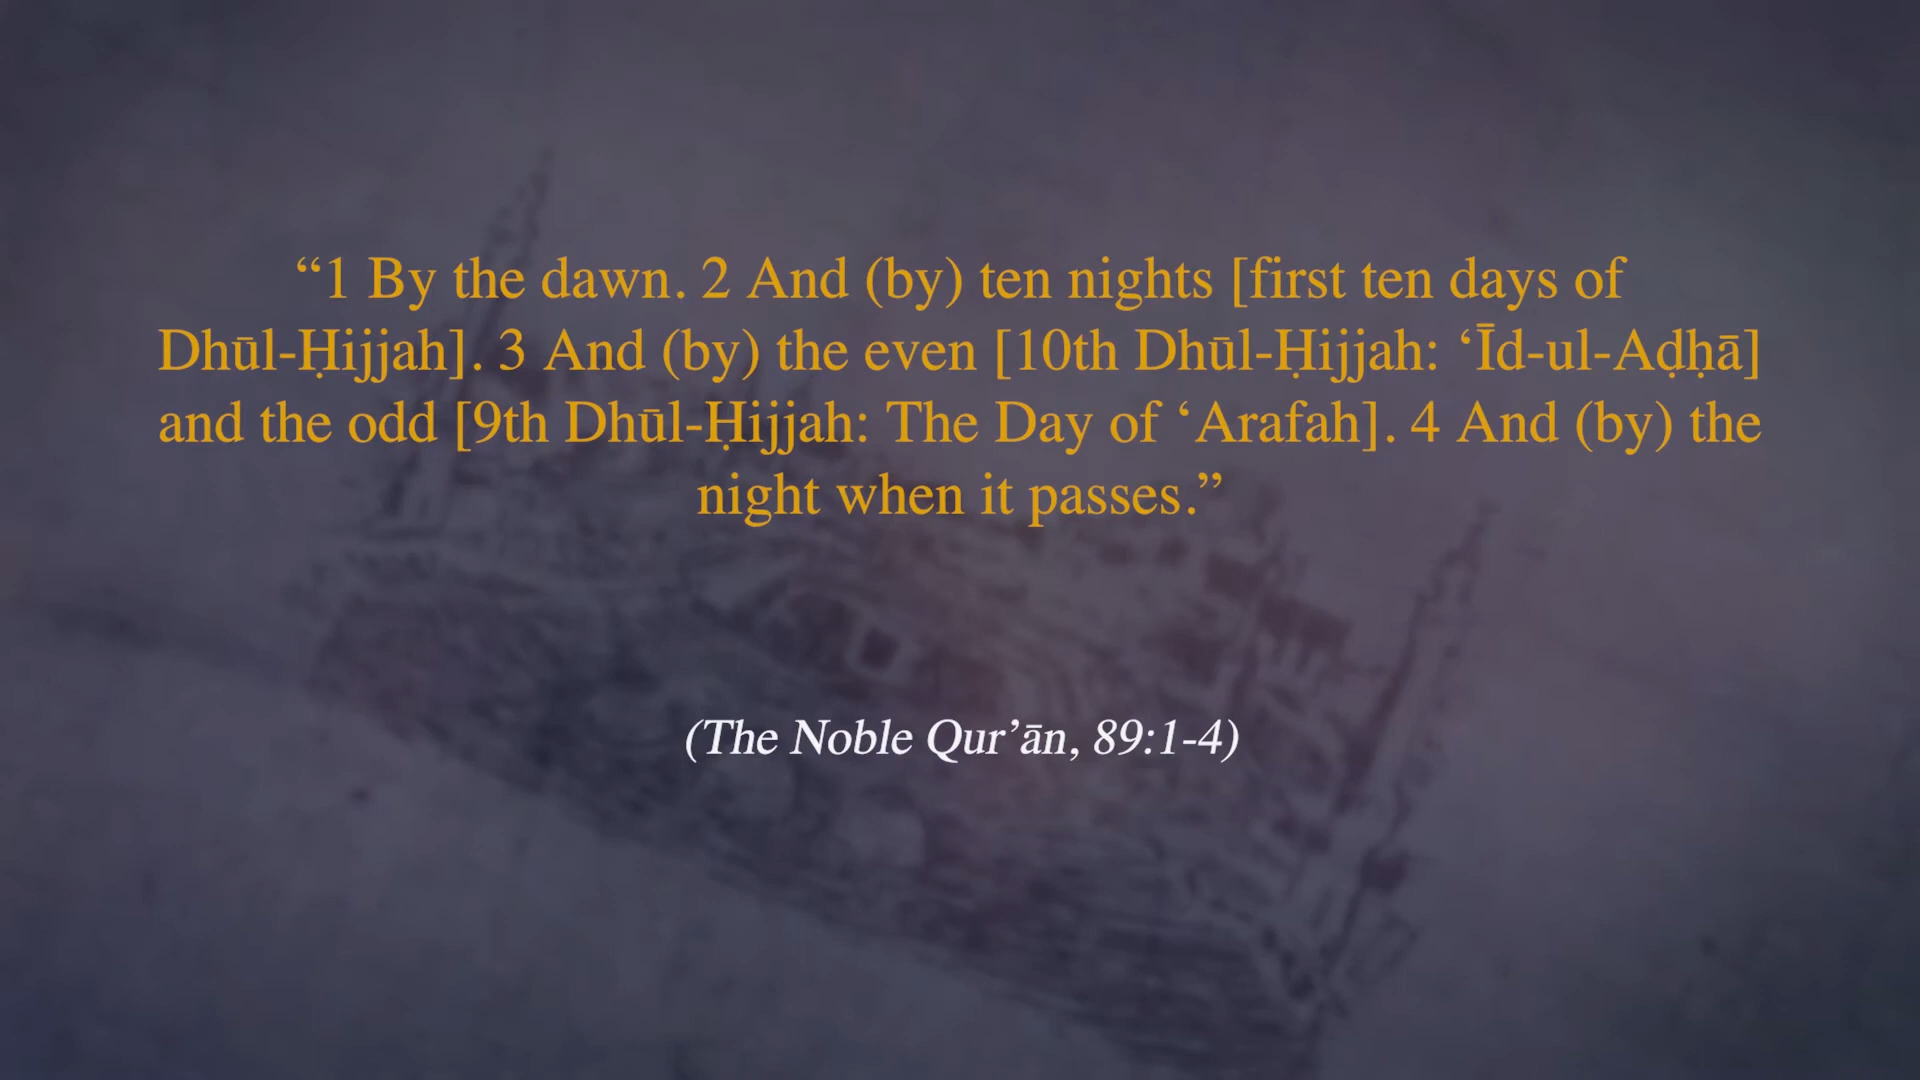 “1 By the dawn. 2 And (by) ten nights [first ten days of
Dhūl-Ḥijjah]. 3 And (by) the even [10th Dhūl-Ḥijjah: ‘Īd-ul-Aḍḥā]
and the odd [9th Dhūl-Ḥijjah: The Day of ‘Arafah]. 4 And (by) the
night when it passes.”
(The Noble Qur’ān, 89:1-4)